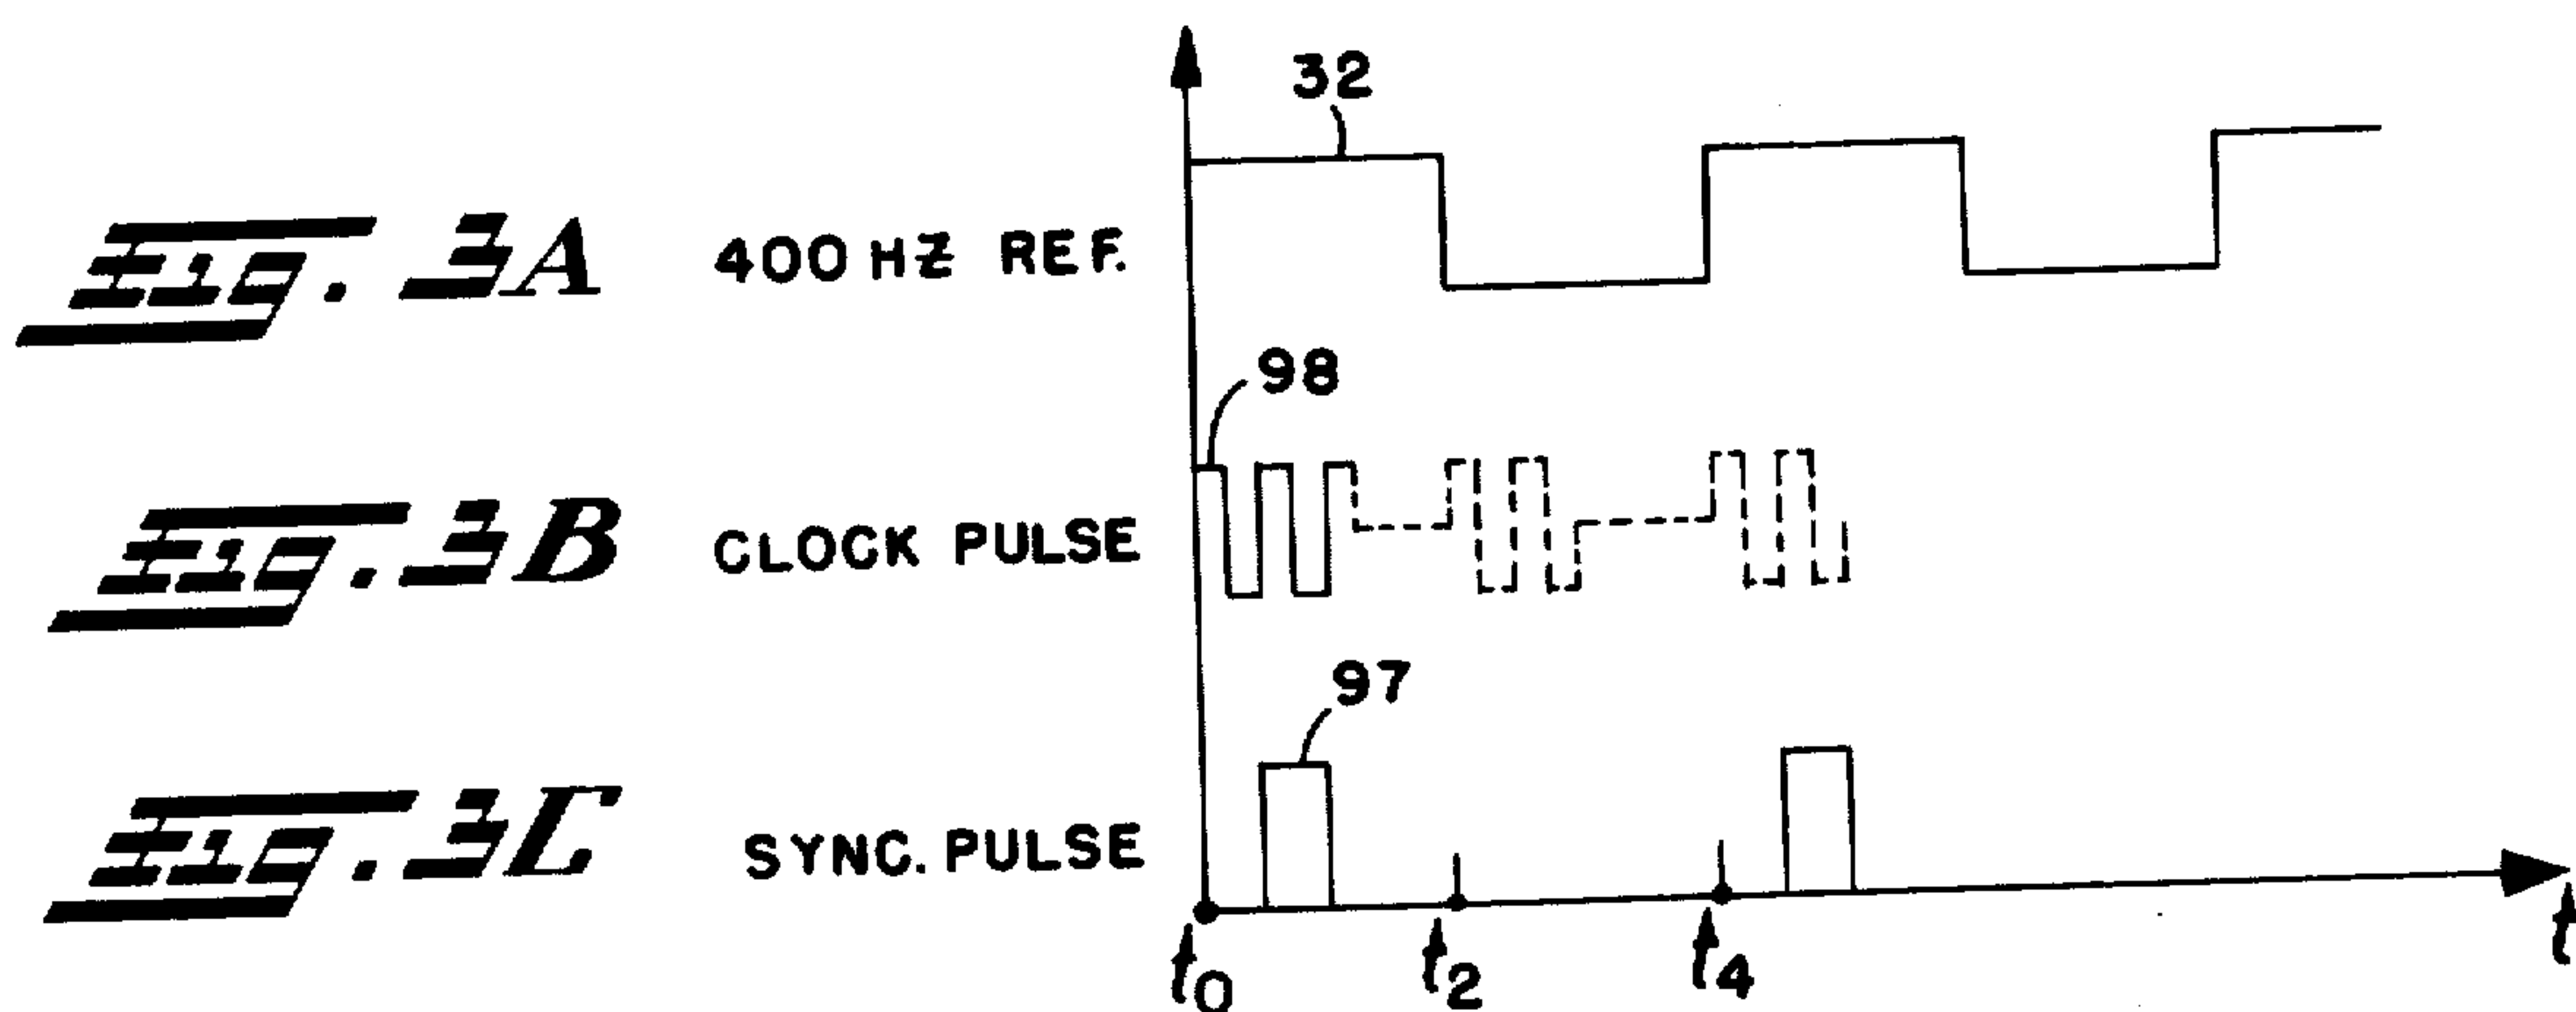 32
Fig. 3A 400 HZ REF.
98
Fig. 3B CLOCK PULSE
97
Fig. 3C SYNC. PULSE
t0 t2 t4 t